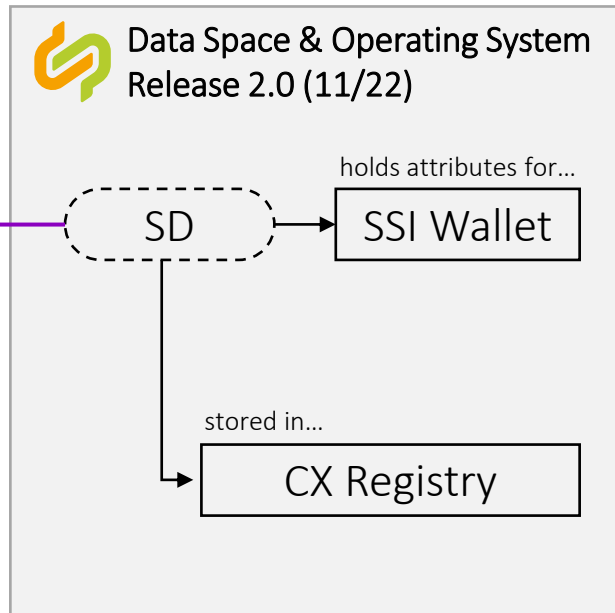 Data Space & Operating System
Release 2.0 (11/22)
holds attributes for...
SD
SSI Wallet
stored in...
CX Registry